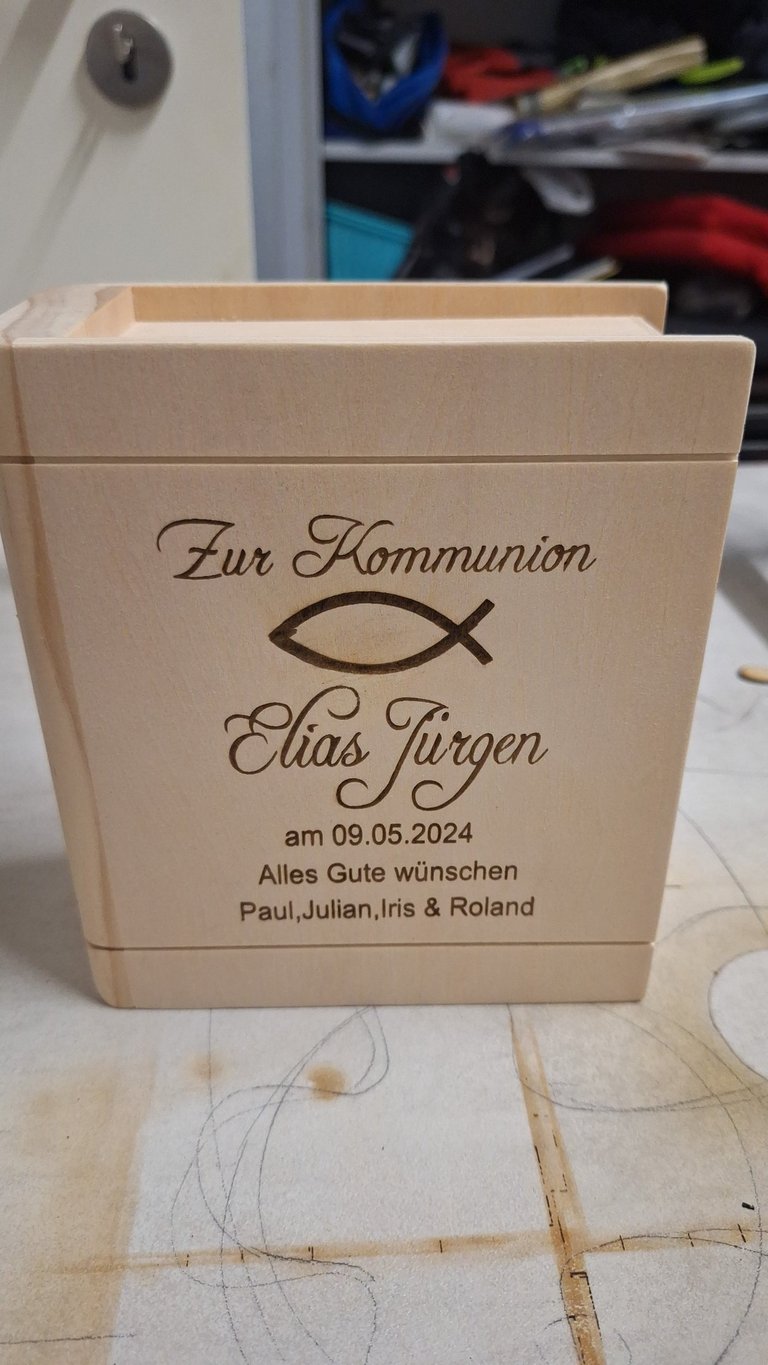 Zur Kommunion
Elias Jürgen
am 09.05.2024
Alles Gute wünschen
Paul,Julian,Iris & Roland